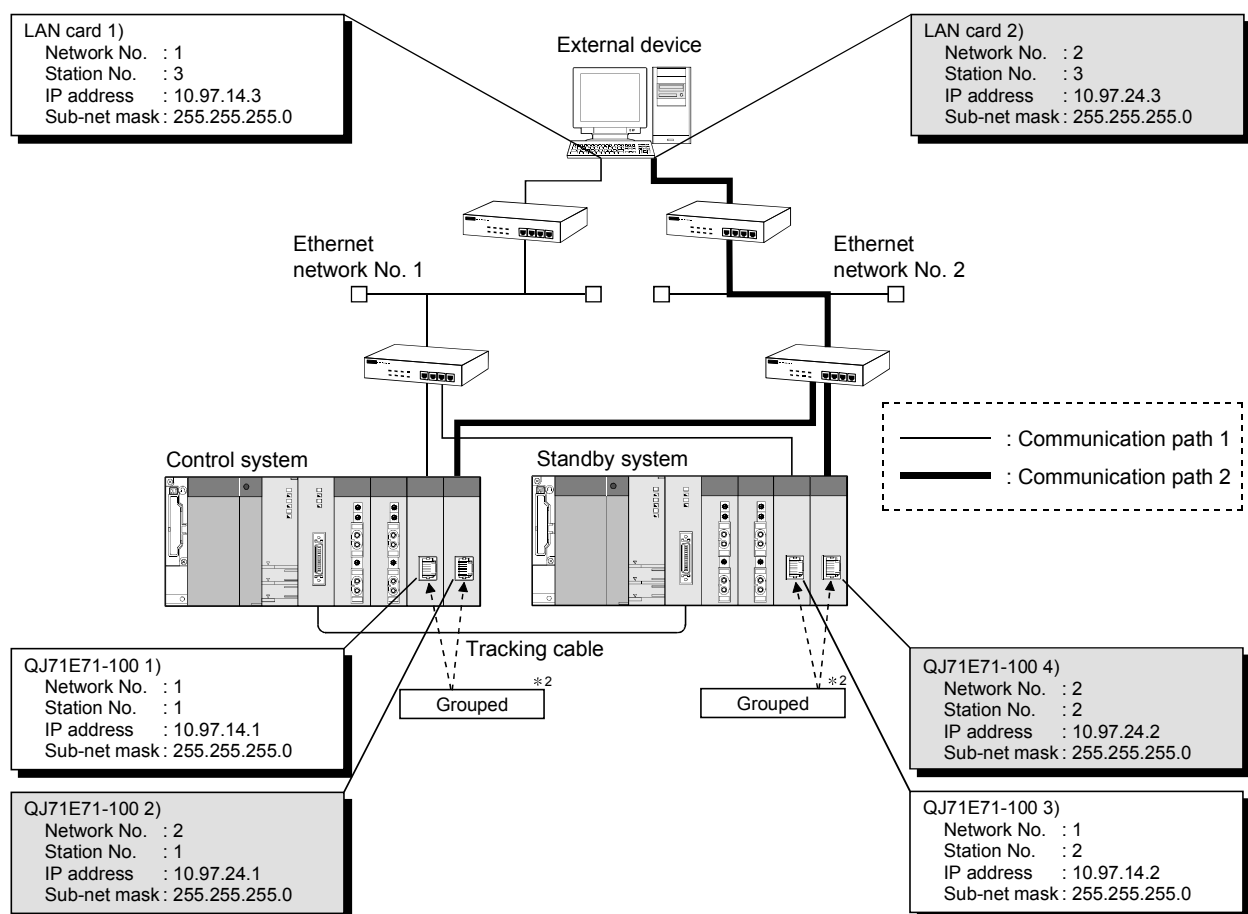 LAN card 1)
Network No. : 1
Station No. : 3
IP address : 10.97.14.3
Sub-net mask : 255.255.255.0
External device
LAN card 2)
Network No. : 2
Station No. : 3
IP address : 10.97.24.3
Sub-net mask : 255.255.255.0
Ethernet
network No. 1
Ethernet
network No. 2
: Communication path 1
: Communication path 2
Control system
Standby system
Tracking cable
*2
Grouped
*2
Grouped
QJ71E71-100 1)
Network No. : 1
Station No. : 1
IP address : 10.97.14.1
Sub-net mask : 255.255.255.0
QJ71E71-100 4)
Network No. : 2
Station No. : 2
IP address : 10.97.24.2
Sub-net mask : 255.255.255.0
QJ71E71-100 2)
Network No. : 2
Station No. : 1
IP address : 10.97.24.1
Sub-net mask : 255.255.255.0
QJ71E71-100 3)
Network No. : 1
Station No. : 2
IP address : 10.97.14.2
Sub-net mask : 255.255.255.0